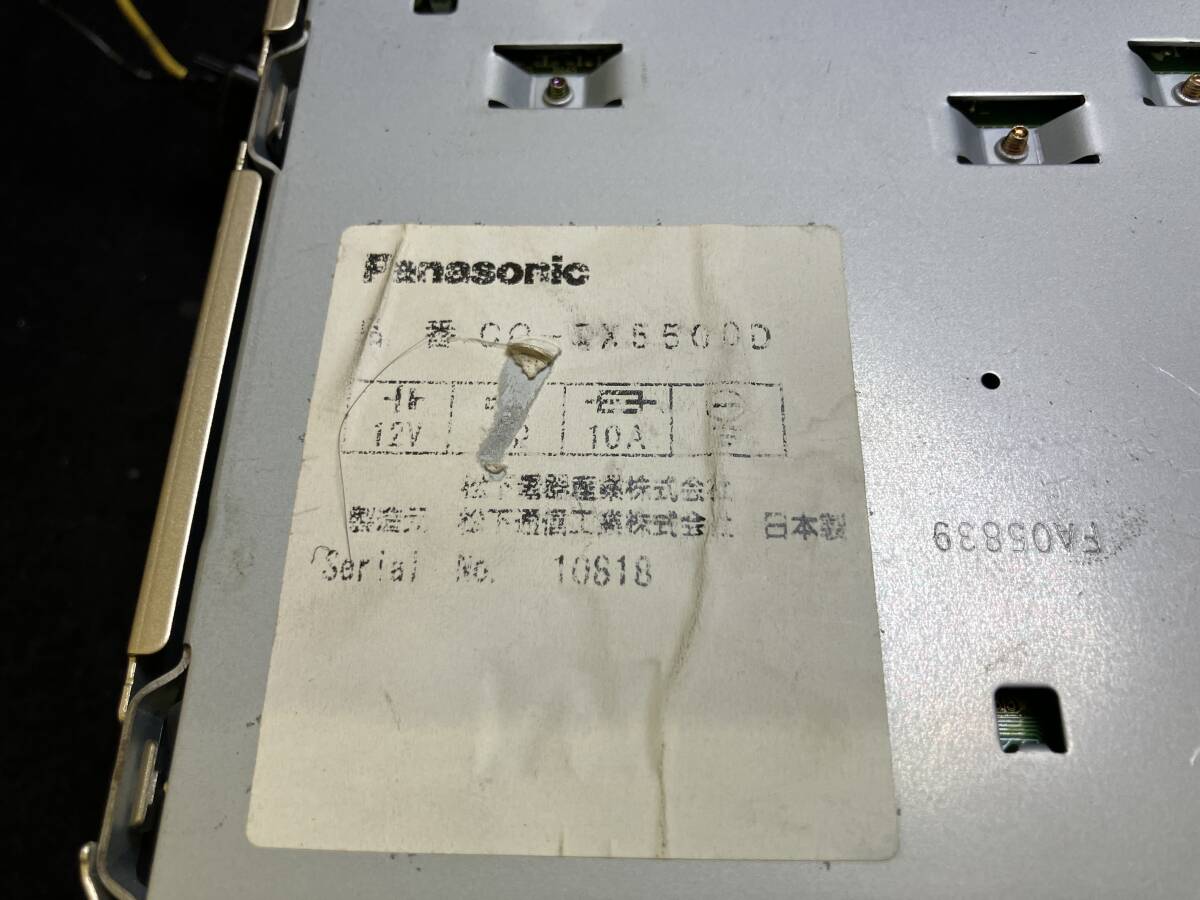 Panasonic
品 番 CQ-DX5500D
12V
Ω
10A
松下電器産業株式会社
製造元 松下通信工業株式会社 日本製
Serial No. 10818
FA05839